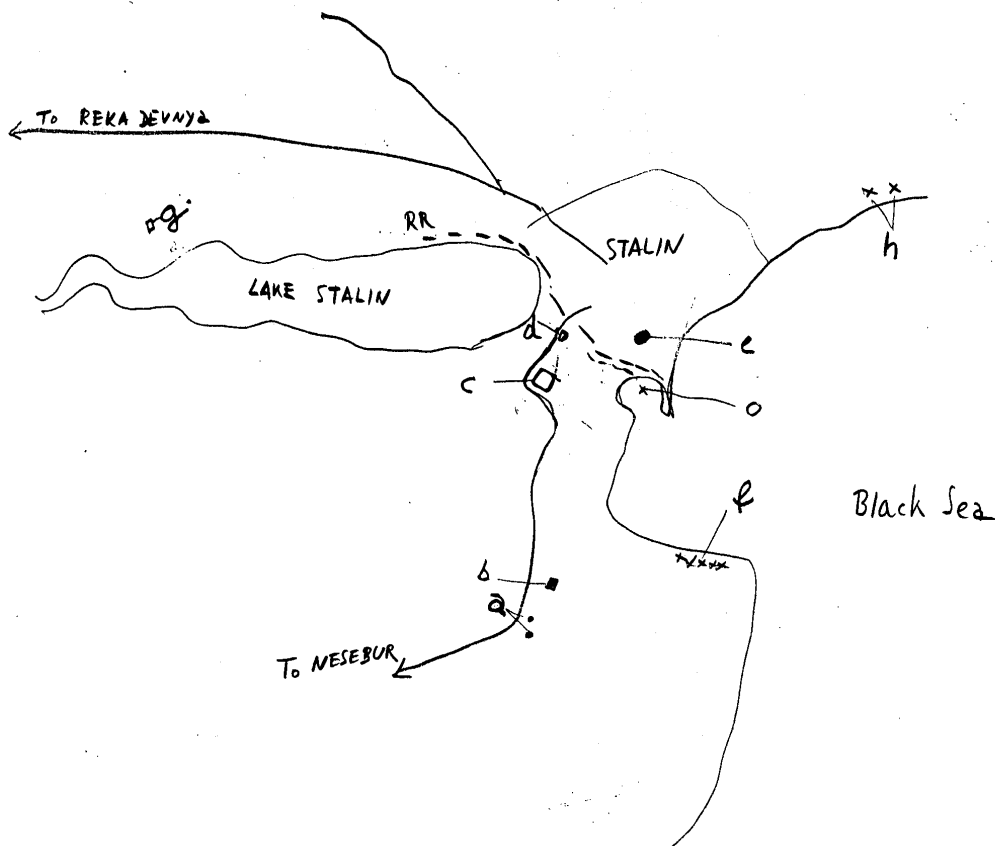 To REKA DEVNYa
g
RR
STALIN
h
LAKE STALIN
d
e
c
o
f
Black Sea
b
a
To NESEBUR